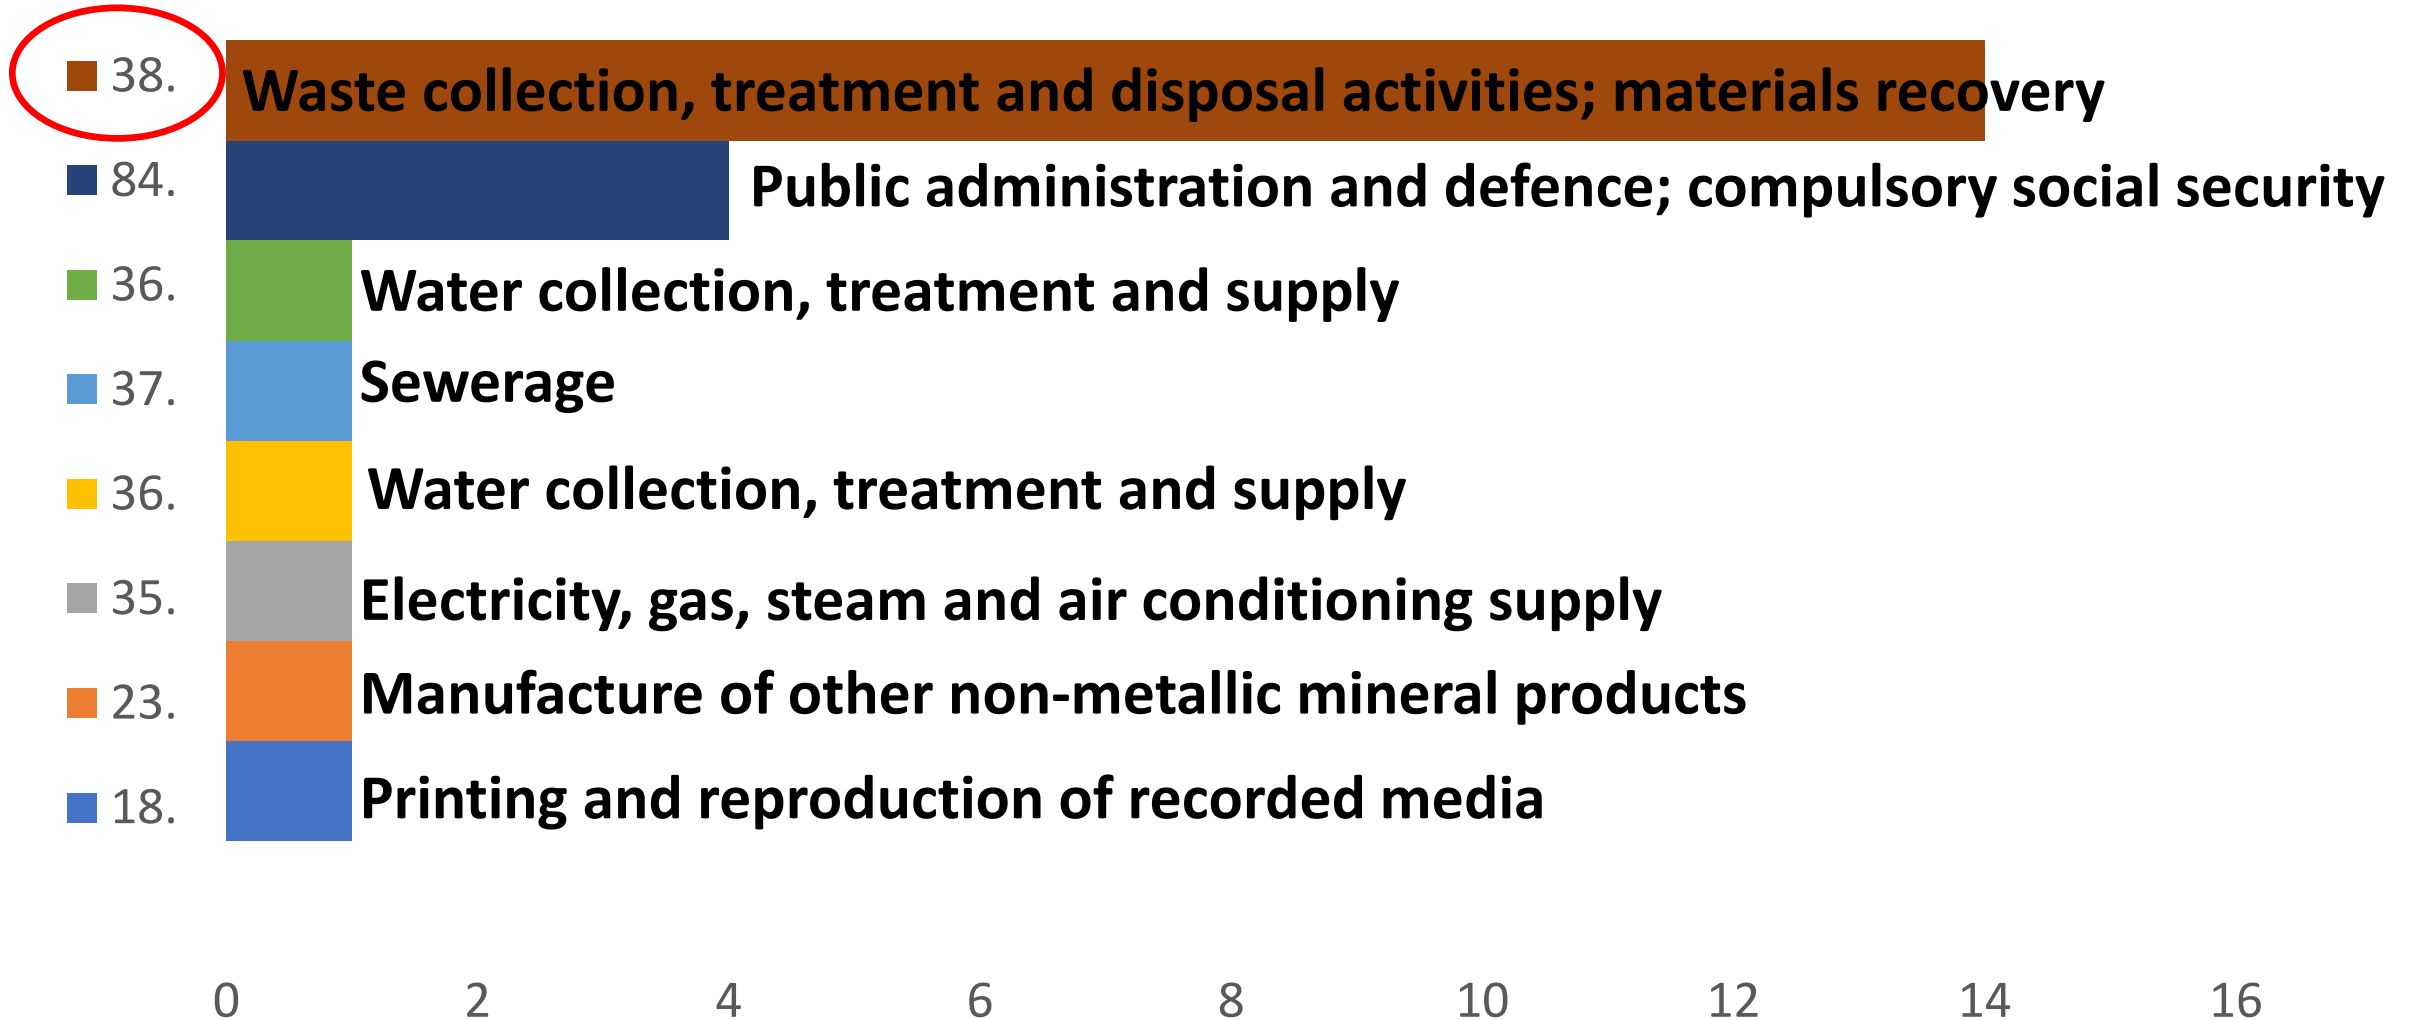 38. Waste collection, treatment and disposal activities; materials recovery
84. Public administration and defence; compulsory social security
36. Water collection, treatment and supply
37. Sewerage
36. Water collection, treatment and supply
35. Electricity, gas, steam and air conditioning supply
23. Manufacture of other non-metallic mineral products
18. Printing and reproduction of recorded media
0 2 4 6 8 10 12 14 16